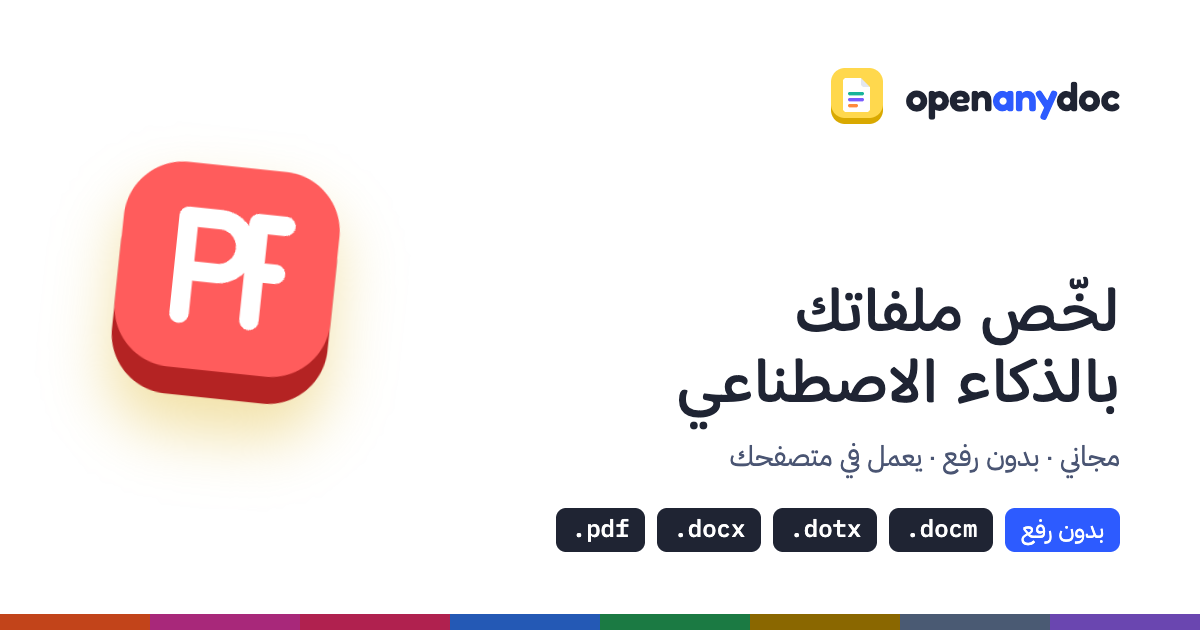 openanydoc
Pf
لخّص ملفاتك
بالذكاء الاصطناعي
مجاني · بدون رفع · يعمل في متصفحك
بدون رفع .docm .dotx .docx .pdf